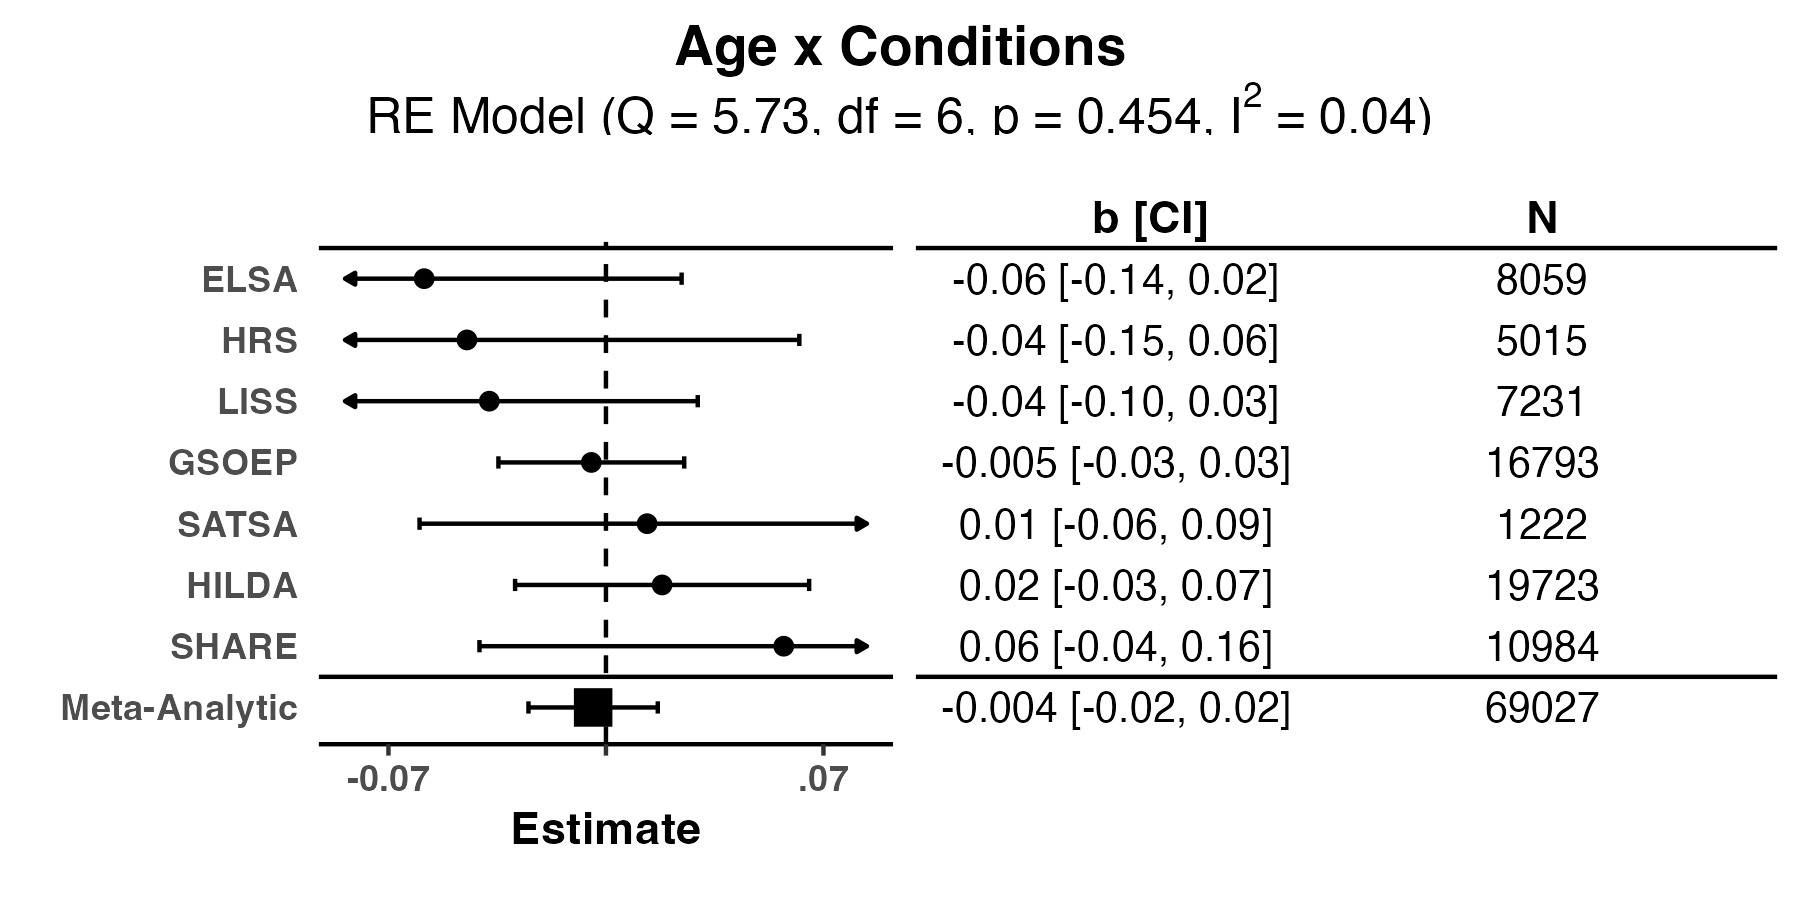 Age x Conditions
RE Model (Q = 5.73, df = 6, p = 0.454, I² = 0.04)
b [CI] N
ELSA -0.06 [-0.14, 0.02] 8059
HRS -0.04 [-0.15, 0.06] 5015
LISS -0.04 [-0.10, 0.03] 7231
GSOEP -0.005 [-0.03, 0.03] 16793
SATSA 0.01 [-0.06, 0.09] 1222
HILDA 0.02 [-0.03, 0.07] 19723
SHARE 0.06 [-0.04, 0.16] 10984
Meta-Analytic -0.004 [-0.02, 0.02] 69027
-0.07 .07
Estimate